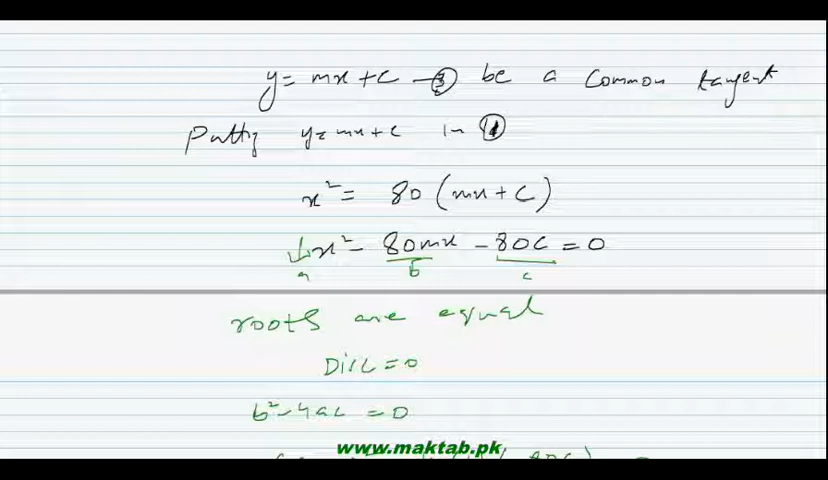 y = mx + c — ③ be a common tangent
Putting y = mx + c in ①
x² = 80 (mx + c)
1x² - 80mx - 80c = 0
a b c
roots are equal
Disc = 0
b² - 4ac = 0
www.maktab.pk